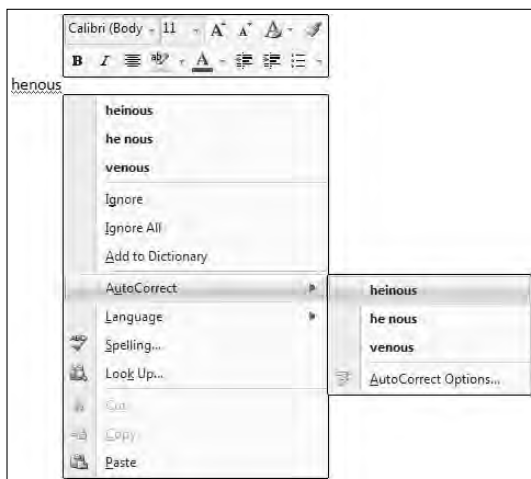 Calibri (Body 11 A A A
B I ab A
henous
heinous
he nous
venous
Ignore
Ignore All
Add to Dictionary
AutoCorrect
heinous
Language
he nous
Spelling...
venous
Look Up...
AutoCorrect Options...
Cut
Copy
Paste